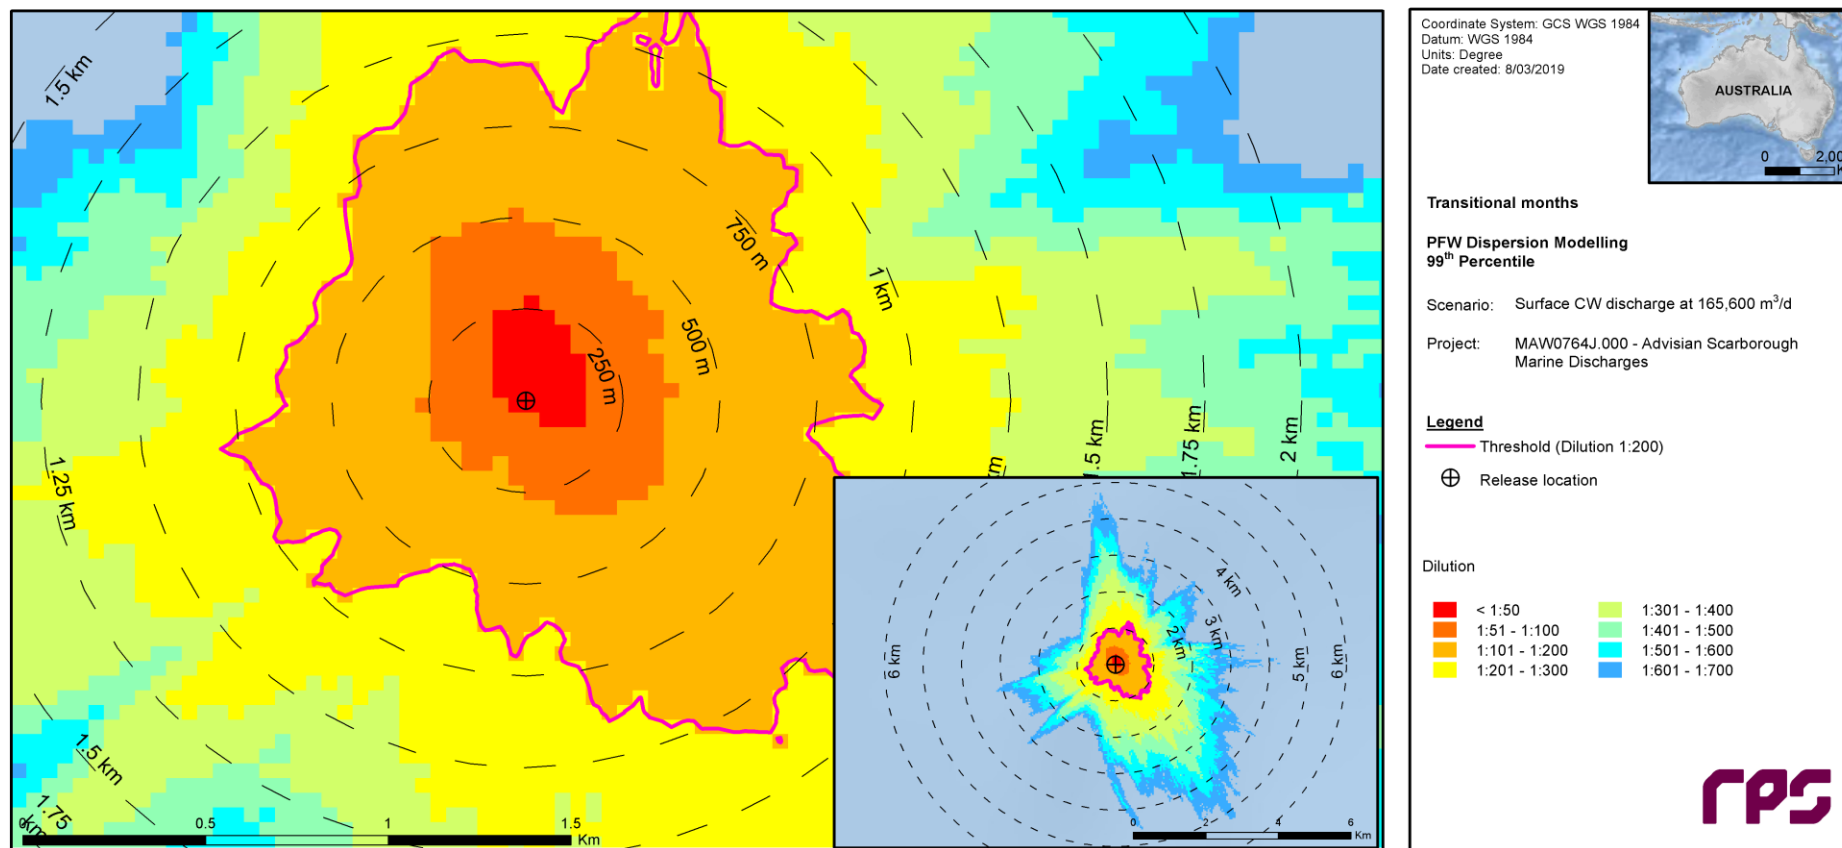 1.5 km
750 m
1 km
500 m
250 m
1.25 km
1.5 km
1.75 km
2 km
km
1.5 km
1.75
km
0
0.5
1
1.5
Km
4 km
3 km
2 km
6 km
5 km
6 km
0
2
4
6
Km
Coordinate System: GCS WGS 1984
Datum: WGS 1984
Units: Degree
Date created: 8/03/2019
AUSTRALIA
0
2,00
K
Transitional months
PFW Dispersion Modelling
99th Percentile
Scenario: Surface CW discharge at 165,600 m³/d
Project: MAW0764J.000 - Advisian Scarborough
Marine Discharges
Legend
Threshold (Dilution 1:200)
Release location
Dilution
< 1:50
1:51 - 1:100
1:101 - 1:200
1:201 - 1:300
1:301 - 1:400
1:401 - 1:500
1:501 - 1:600
1:601 - 1:700
rps